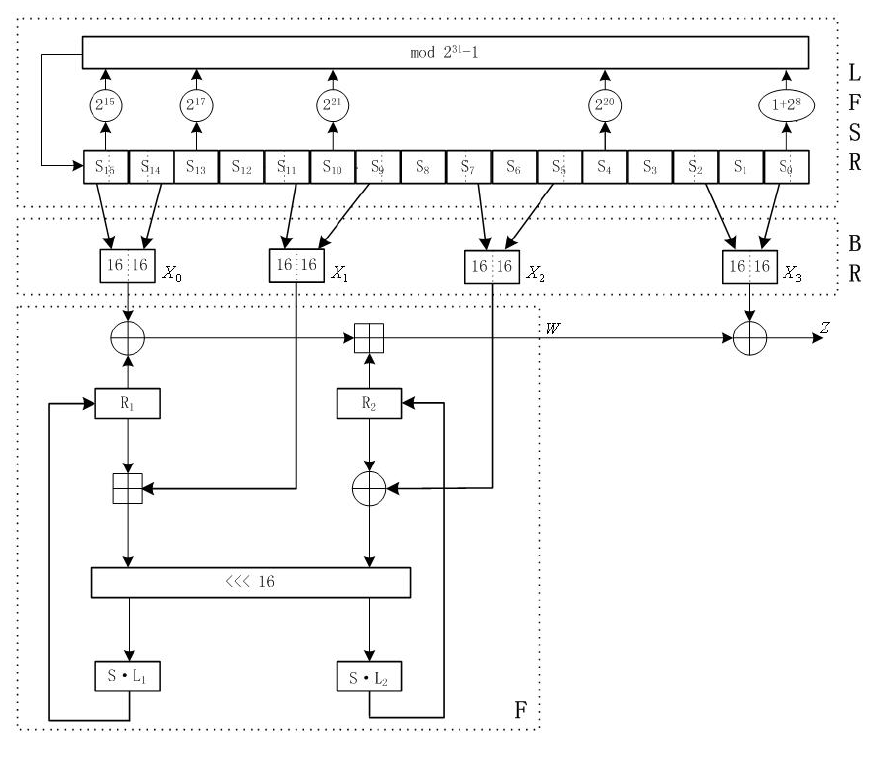 mod 2³¹-1
L
F
S
R
2¹⁵ 2¹⁷ 2²¹ 2²⁰ 1+2⁸
S₁₅ S₁₄ S₁₃ S₁₂ S₁₁ S₁₀ S₉ S₈ S₇ S₆ S₅ S₄ S₃ S₂ S₁ S₀
B
R
16 16 X₀ 16 16 X₁ 16 16 X₂ 16 16 X₃
W Z
R₁ R₂
<<< 16
S•L₁ S•L₂
F